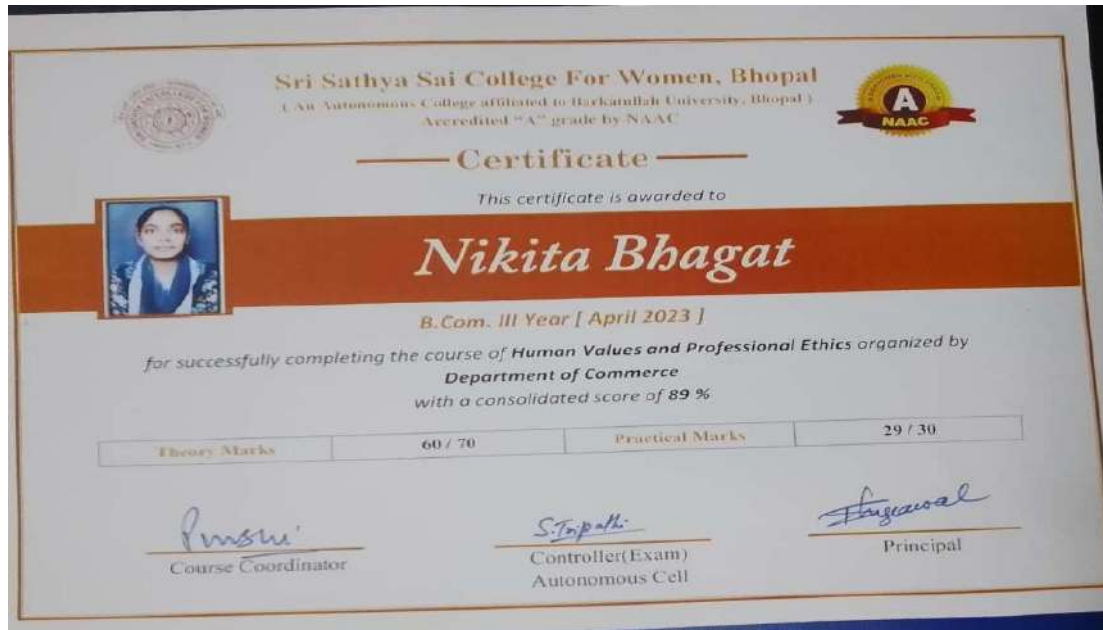 Sri Sathya Sai College For Women, Bhopal
( An Autonomous College affiliated to Barkatullah University, Bhopal )
Accredited "A" grade by NAAC
A
NAAC
Certificate
This certificate is awarded to
Nikita Bhagat
B.Com. III Year [ April 2023 ]
for successfully completing the course of Human Values and Professional Ethics organized by
Department of Commerce
with a consolidated score of 89 %
Theory Marks 60 / 70 Practical Marks 29 / 30
S.Tripathi
Course Coordinator
Controller(Exam)
Autonomous Cell
Principal